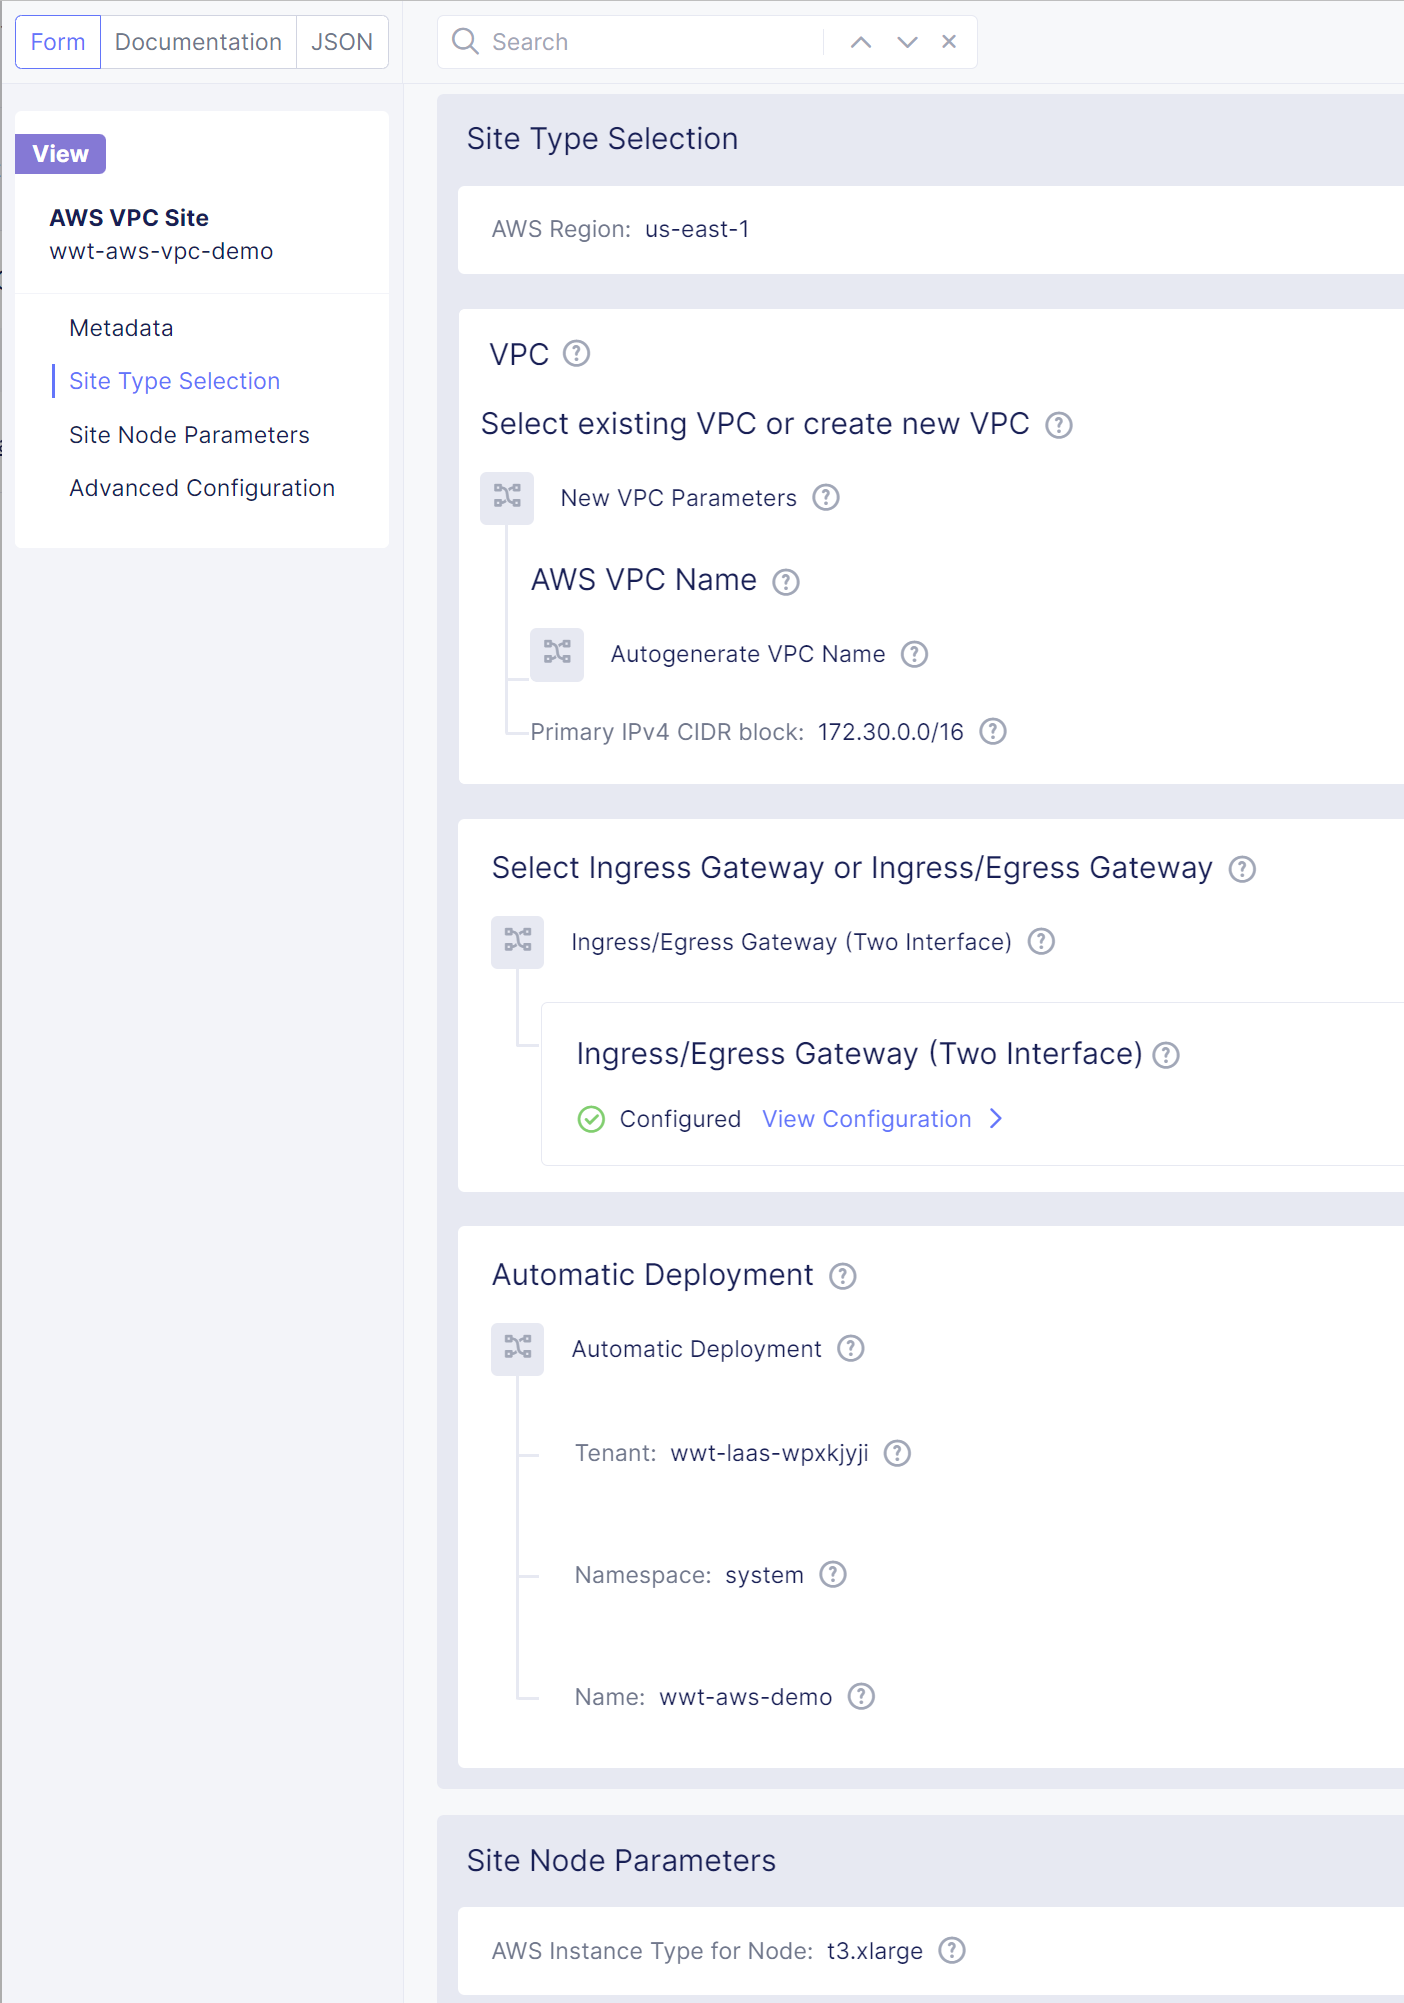 Form
Documentation
JSON
Search
View
AWS VPC Site
wwt-aws-vpc-demo
Metadata
Site Type Selection
Site Node Parameters
Advanced Configuration
Site Type Selection
AWS Region: us-east-1
VPC
Select existing VPC or create new VPC
New VPC Parameters
AWS VPC Name
Autogenerate VPC Name
Primary IPv4 CIDR block: 172.30.0.0/16
Select Ingress Gateway or Ingress/Egress Gateway
Ingress/Egress Gateway (Two Interface)
Ingress/Egress Gateway (Two Interface)
Configured View Configuration
Automatic Deployment
Automatic Deployment
Tenant: wwt-laas-wpxkjyji
Namespace: system
Name: wwt-aws-demo
Site Node Parameters
AWS Instance Type for Node: t3.xlarge